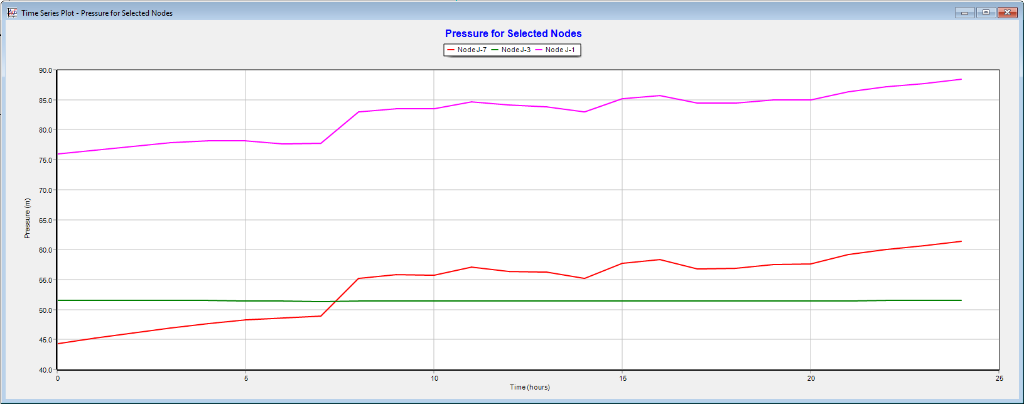 Time Series Plot - Pressure for Selected Nodes
Pressure for Selected Nodes
Node J-7 Node J-3 Node J-1
90.0
85.0
80.0
75.0
70.0
65.0
60.0
55.0
50.0
45.0
40.0
Pressure (m)
0 5 10 15 20 25
Time (hours)